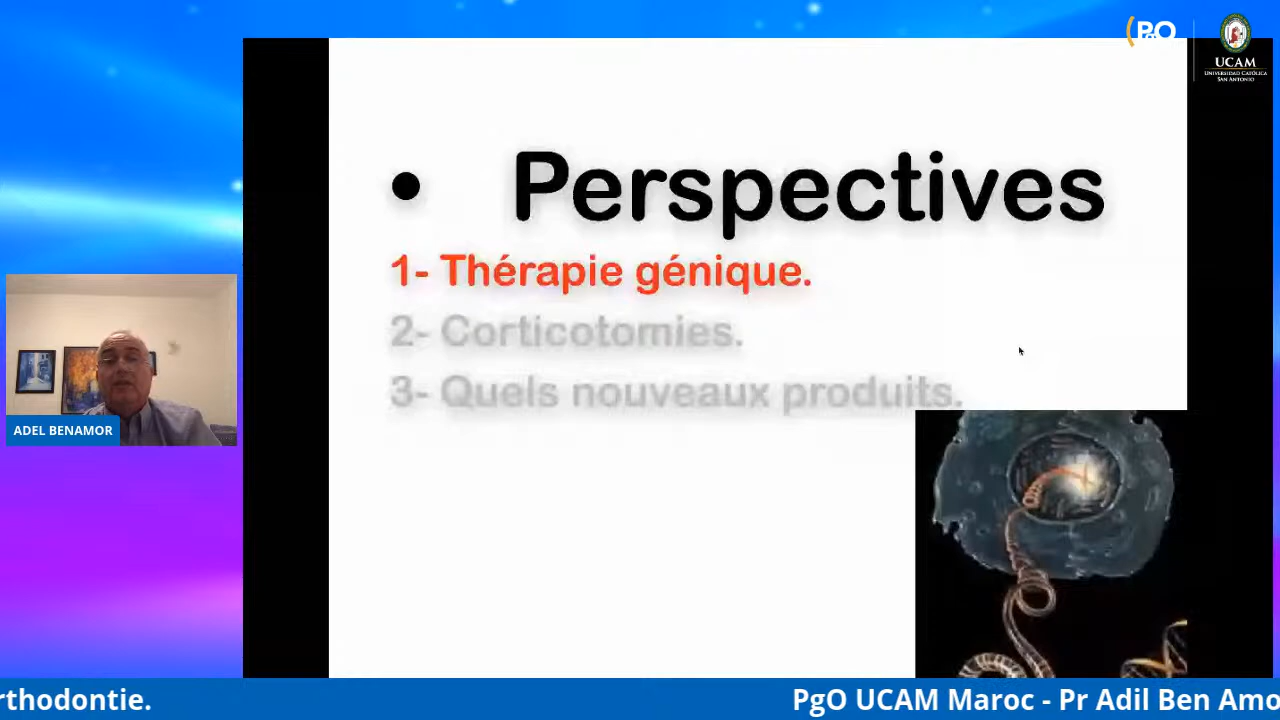 PgO
UCAM
UNIVERSIDAD CATÓLICA
SAN ANTONIO
• Perspectives
1- Thérapie génique.
2- Corticotomies.
3- Quels nouveaux produits.
ADEL BENAMOR
rthodontie.
PgO UCAM Maroc - Pr Adil Ben Amo